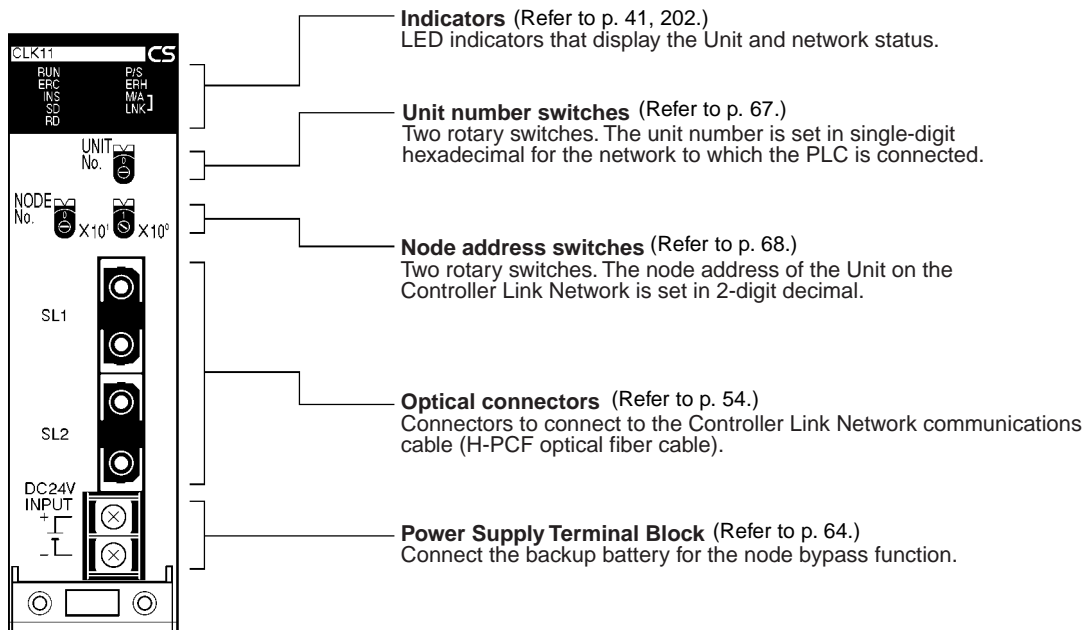 CLK11 CS
RUN P/S
ERC ERH
INS M/A
SD LNK
RD
UNIT
No.
0
NODE
No.
0 X10¹ 1 X10⁰
SL1
SL2
DC24V
INPUT
+
-
Indicators (Refer to p. 41, 202.)
LED indicators that display the Unit and network status.
Unit number switches (Refer to p. 67.)
Two rotary switches. The unit number is set in single-digit
hexadecimal for the network to which the PLC is connected.
Node address switches (Refer to p. 68.)
Two rotary switches. The node address of the Unit on the
Controller Link Network is set in 2-digit decimal.
Optical connectors (Refer to p. 54.)
Connectors to connect to the Controller Link Network communications
cable (H-PCF optical fiber cable).
Power Supply Terminal Block (Refer to p. 64.)
Connect the backup battery for the node bypass function.